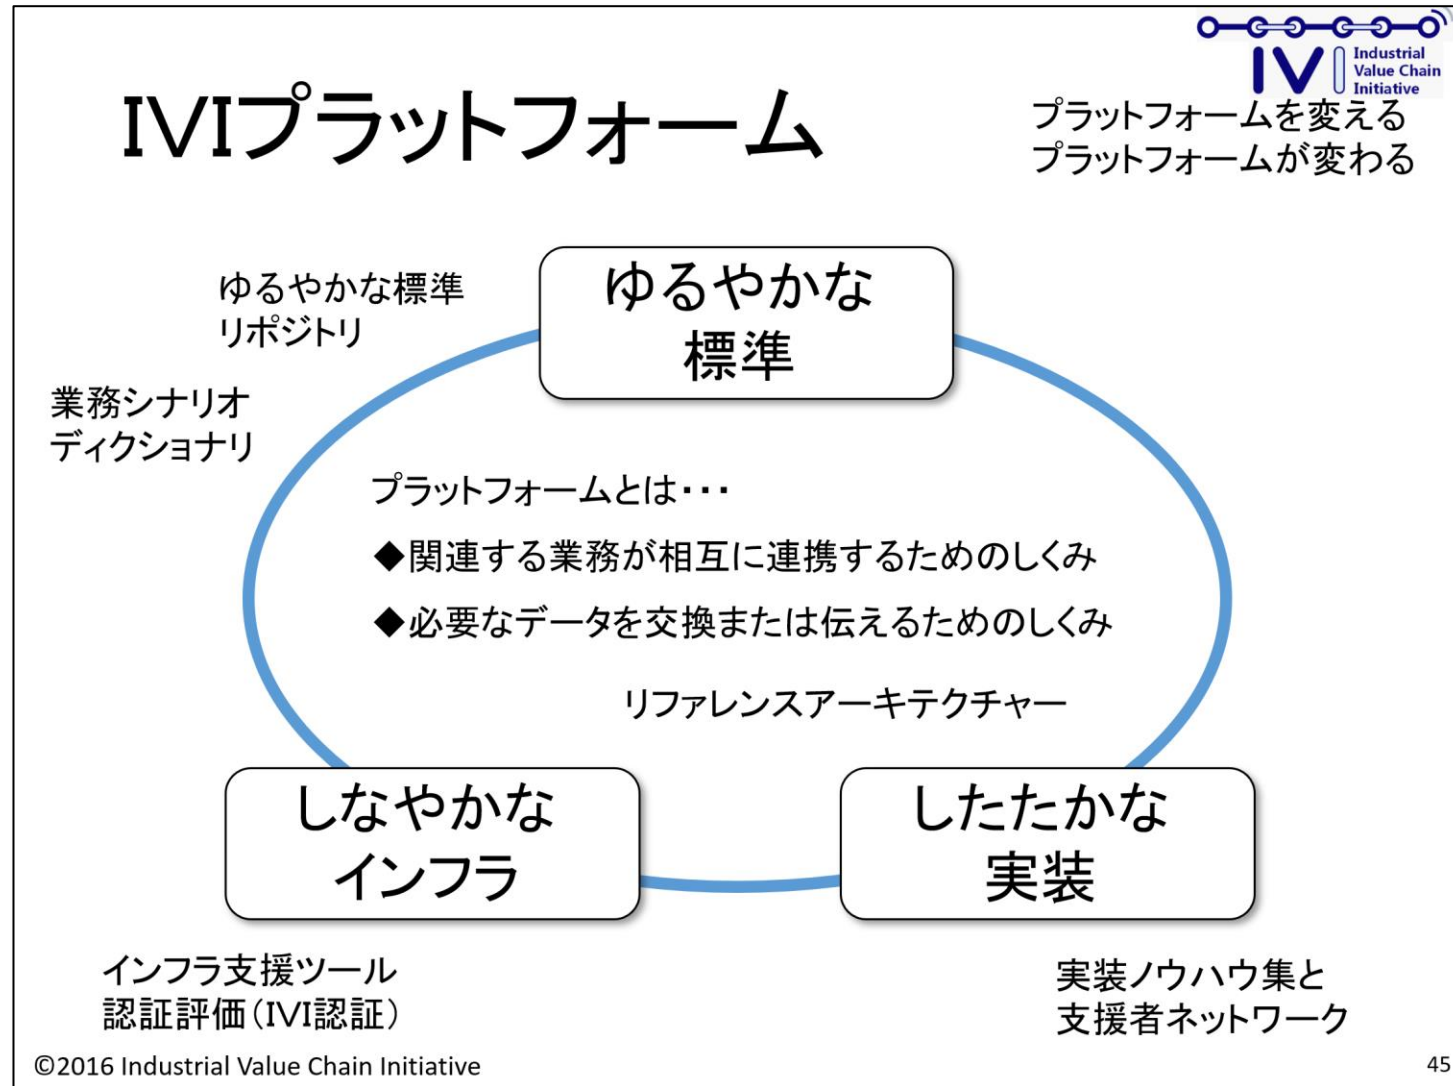 IVI Industrial
Value Chain
Initiative
IVIプラットフォーム
プラットフォームを変える
プラットフォームが変わる
ゆるやかな
標準
ゆるやかな標準
リポジトリ
業務シナリオ
ディクショナリ
プラットフォームとは・・・
◆関連する業務が相互に連携するためのしくみ
◆必要なデータを交換または伝えるためのしくみ
リファレンスアーキテクチャー
しなやかな
インフラ
したたかな
実装
インフラ支援ツール
認証評価(IVI認証)
実装ノウハウ集と
支援者ネットワーク
©2016 Industrial Value Chain Initiative
45